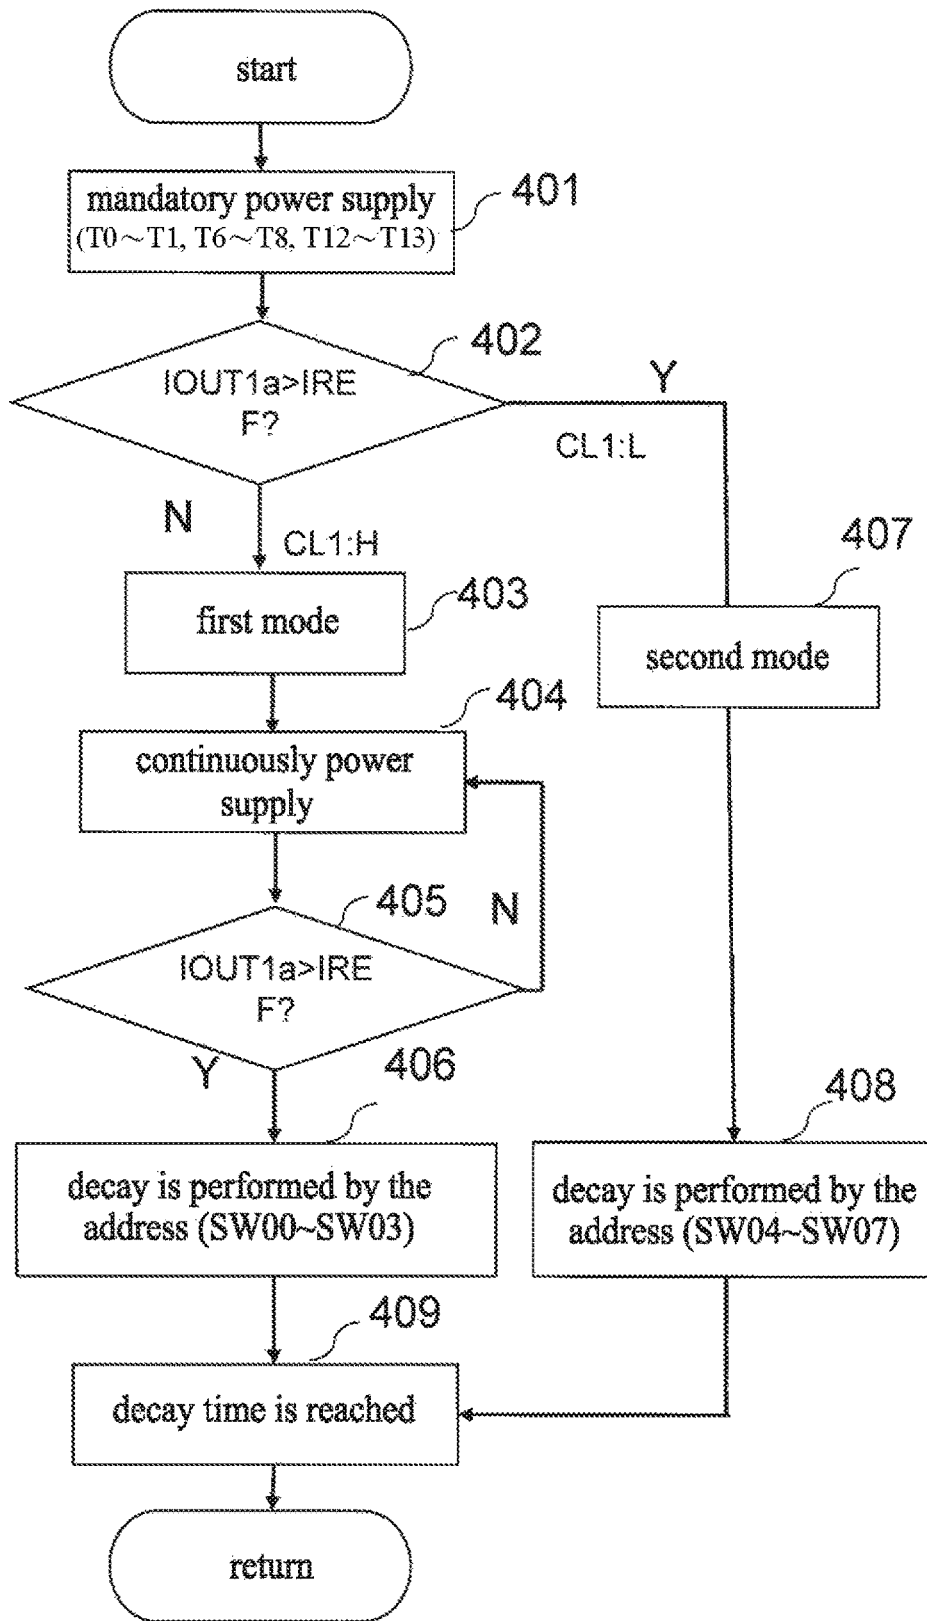 start
mandatory power supply
(T0~T1, T6~T8, T12~T13)
401
IOUT1a>IRE
F?
402
Y
CL1:L
N
CL1:H
first mode
403
407
second mode
404
continuously power
supply
405
N
IOUT1a>IRE
F?
Y
406
decay is performed by the
address (SW00~SW03)
408
decay is performed by the
address (SW04~SW07)
409
decay time is reached
return